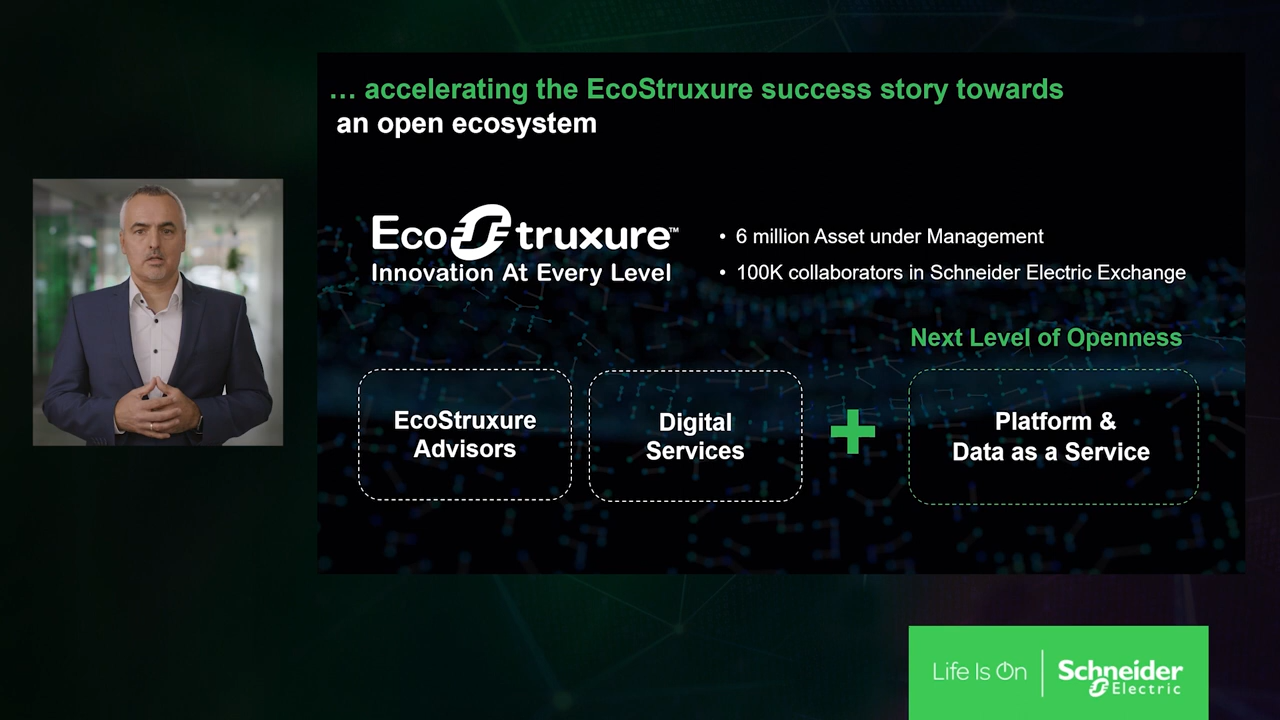 … accelerating the EcoStruxure success story towards
an open ecosystem
EcoStruxure™
Innovation At Every Level
• 6 million Asset under Management
• 100K collaborators in Schneider Electric Exchange
Next Level of Openness
EcoStruxure
Advisors
Digital
Services
Platform &
Data as a Service
Life Is On
Schneider
Electric